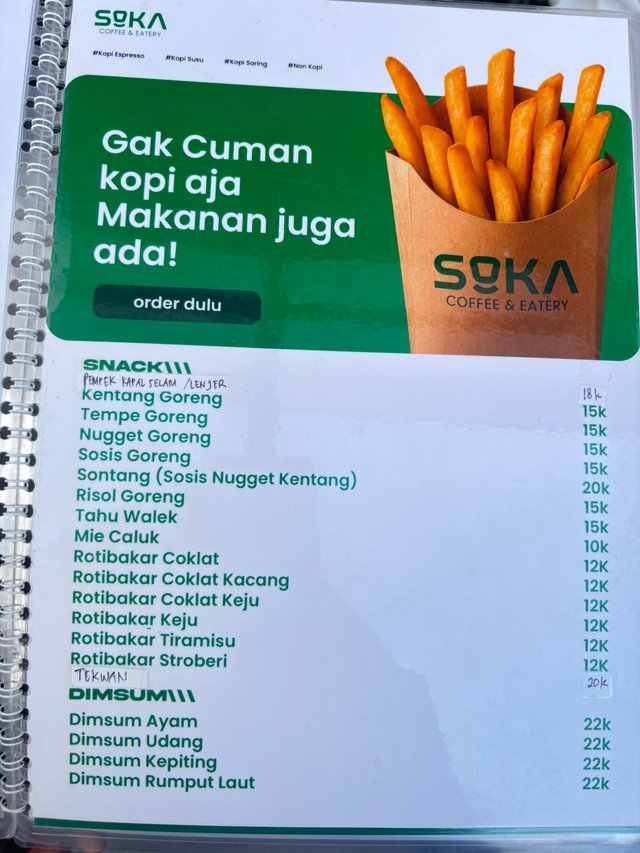 SOKA
COFFEE & EATERY
#Kopi Espresso #Kopi Susu #Kopi Saring #Non Kopi
Gak Cuman
kopi aja
Makanan juga
ada!
order dulu
SOKA
COFFEE & EATERY
SNACK\\\
PEMPEK KAPAL SELAM /LENJER 18k
Kentang Goreng 15k
Tempe Goreng 15k
Nugget Goreng 15k
Sosis Goreng 15k
Sontang (Sosis Nugget Kentang) 20k
Risol Goreng 15k
Tahu Walek 15k
Mie Caluk 10k
Rotibakar Coklat 12K
Rotibakar Coklat Kacang 12K
Rotibakar Coklat Keju 12K
Rotibakar Keju 12K
Rotibakar Tiramisu 12K
Rotibakar Stroberi 12K
TEKWAN 20k
DIMSUM\\\
Dimsum Ayam 22k
Dimsum Udang 22k
Dimsum Kepiting 22k
Dimsum Rumput Laut 22k